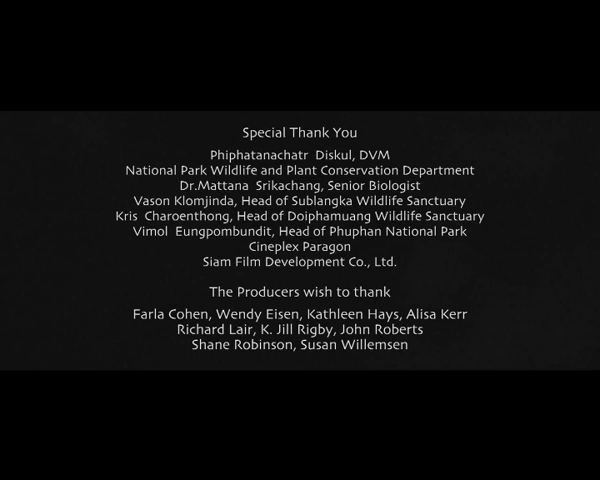 Special Thank You
Phiphatanachatr Diskul, DVM
National Park Wildlife and Plant Conservation Department
Dr.Mattana Srikachang, Senior Biologist
Vason Klomjinda, Head of Sublangka Wildlife Sanctuary
Kris Charoenthong, Head of Doiphamuang Wildlife Sanctuary
Vimol Eungpombundit, Head of Phuphan National Park
Cineplex Paragon
Siam Film Development Co., Ltd.
The Producers wish to thank
Farla Cohen, Wendy Eisen, Kathleen Hays, Alisa Kerr
Richard Lair, K. Jill Rigby, John Roberts
Shane Robinson, Susan Willemsen